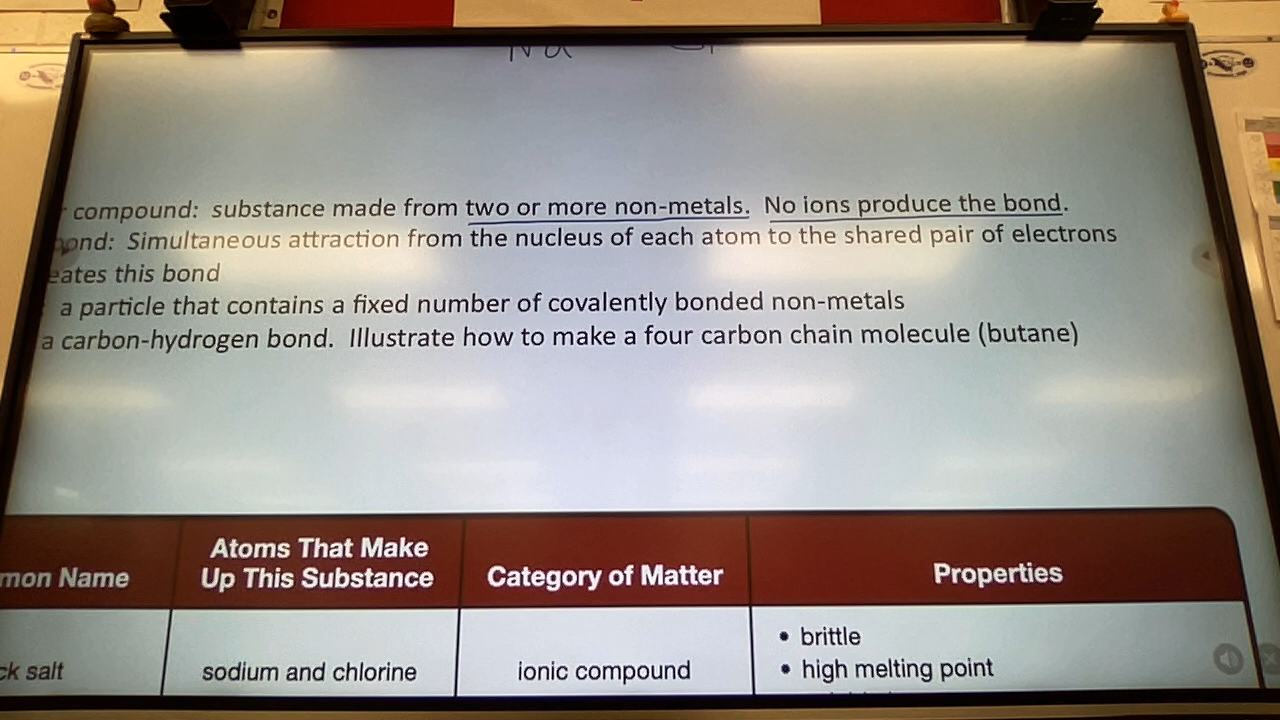 Na
compound: substance made from two or more non-metals. No ions produce the bond.
ond: Simultaneous attraction from the nucleus of each atom to the shared pair of electrons
eates this bond
a particle that contains a fixed number of covalently bonded non-metals
a carbon-hydrogen bond. Illustrate how to make a four carbon chain molecule (butane)
mon Name
Atoms That Make
Up This Substance
Category of Matter
Properties
ck salt
sodium and chlorine
ionic compound
• brittle
• high melting point